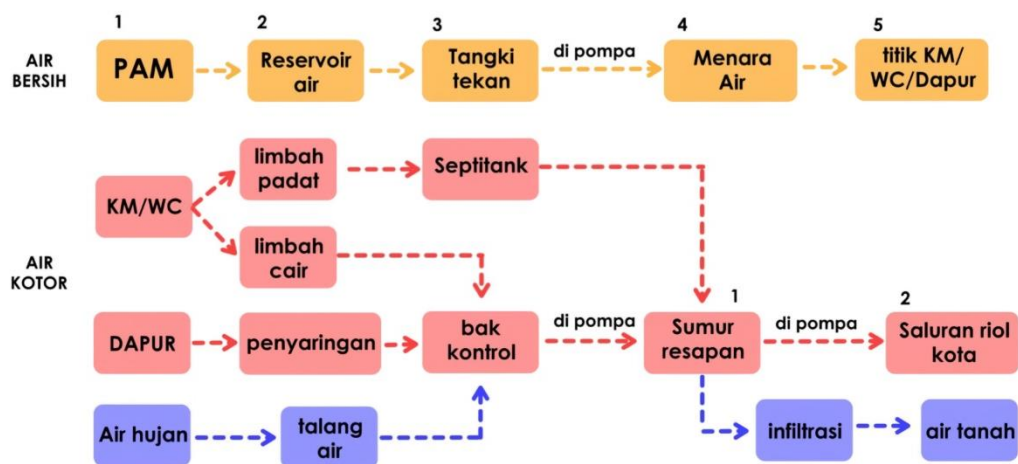 1
2
3
4
5
AIR
BERSIH
PAM
Reservoir
air
Tangki
tekan
di pompa
Menara
Air
titik KM/
WC/Dapur
KM/WC
limbah
padat
Septitank
limbah
cair
AIR
KOTOR
DAPUR
penyaringan
bak
kontrol
di pompa
1
Sumur
resapan
di pompa
2
Saluran riol
kota
Air hujan
talang
air
infiltrasi
air tanah